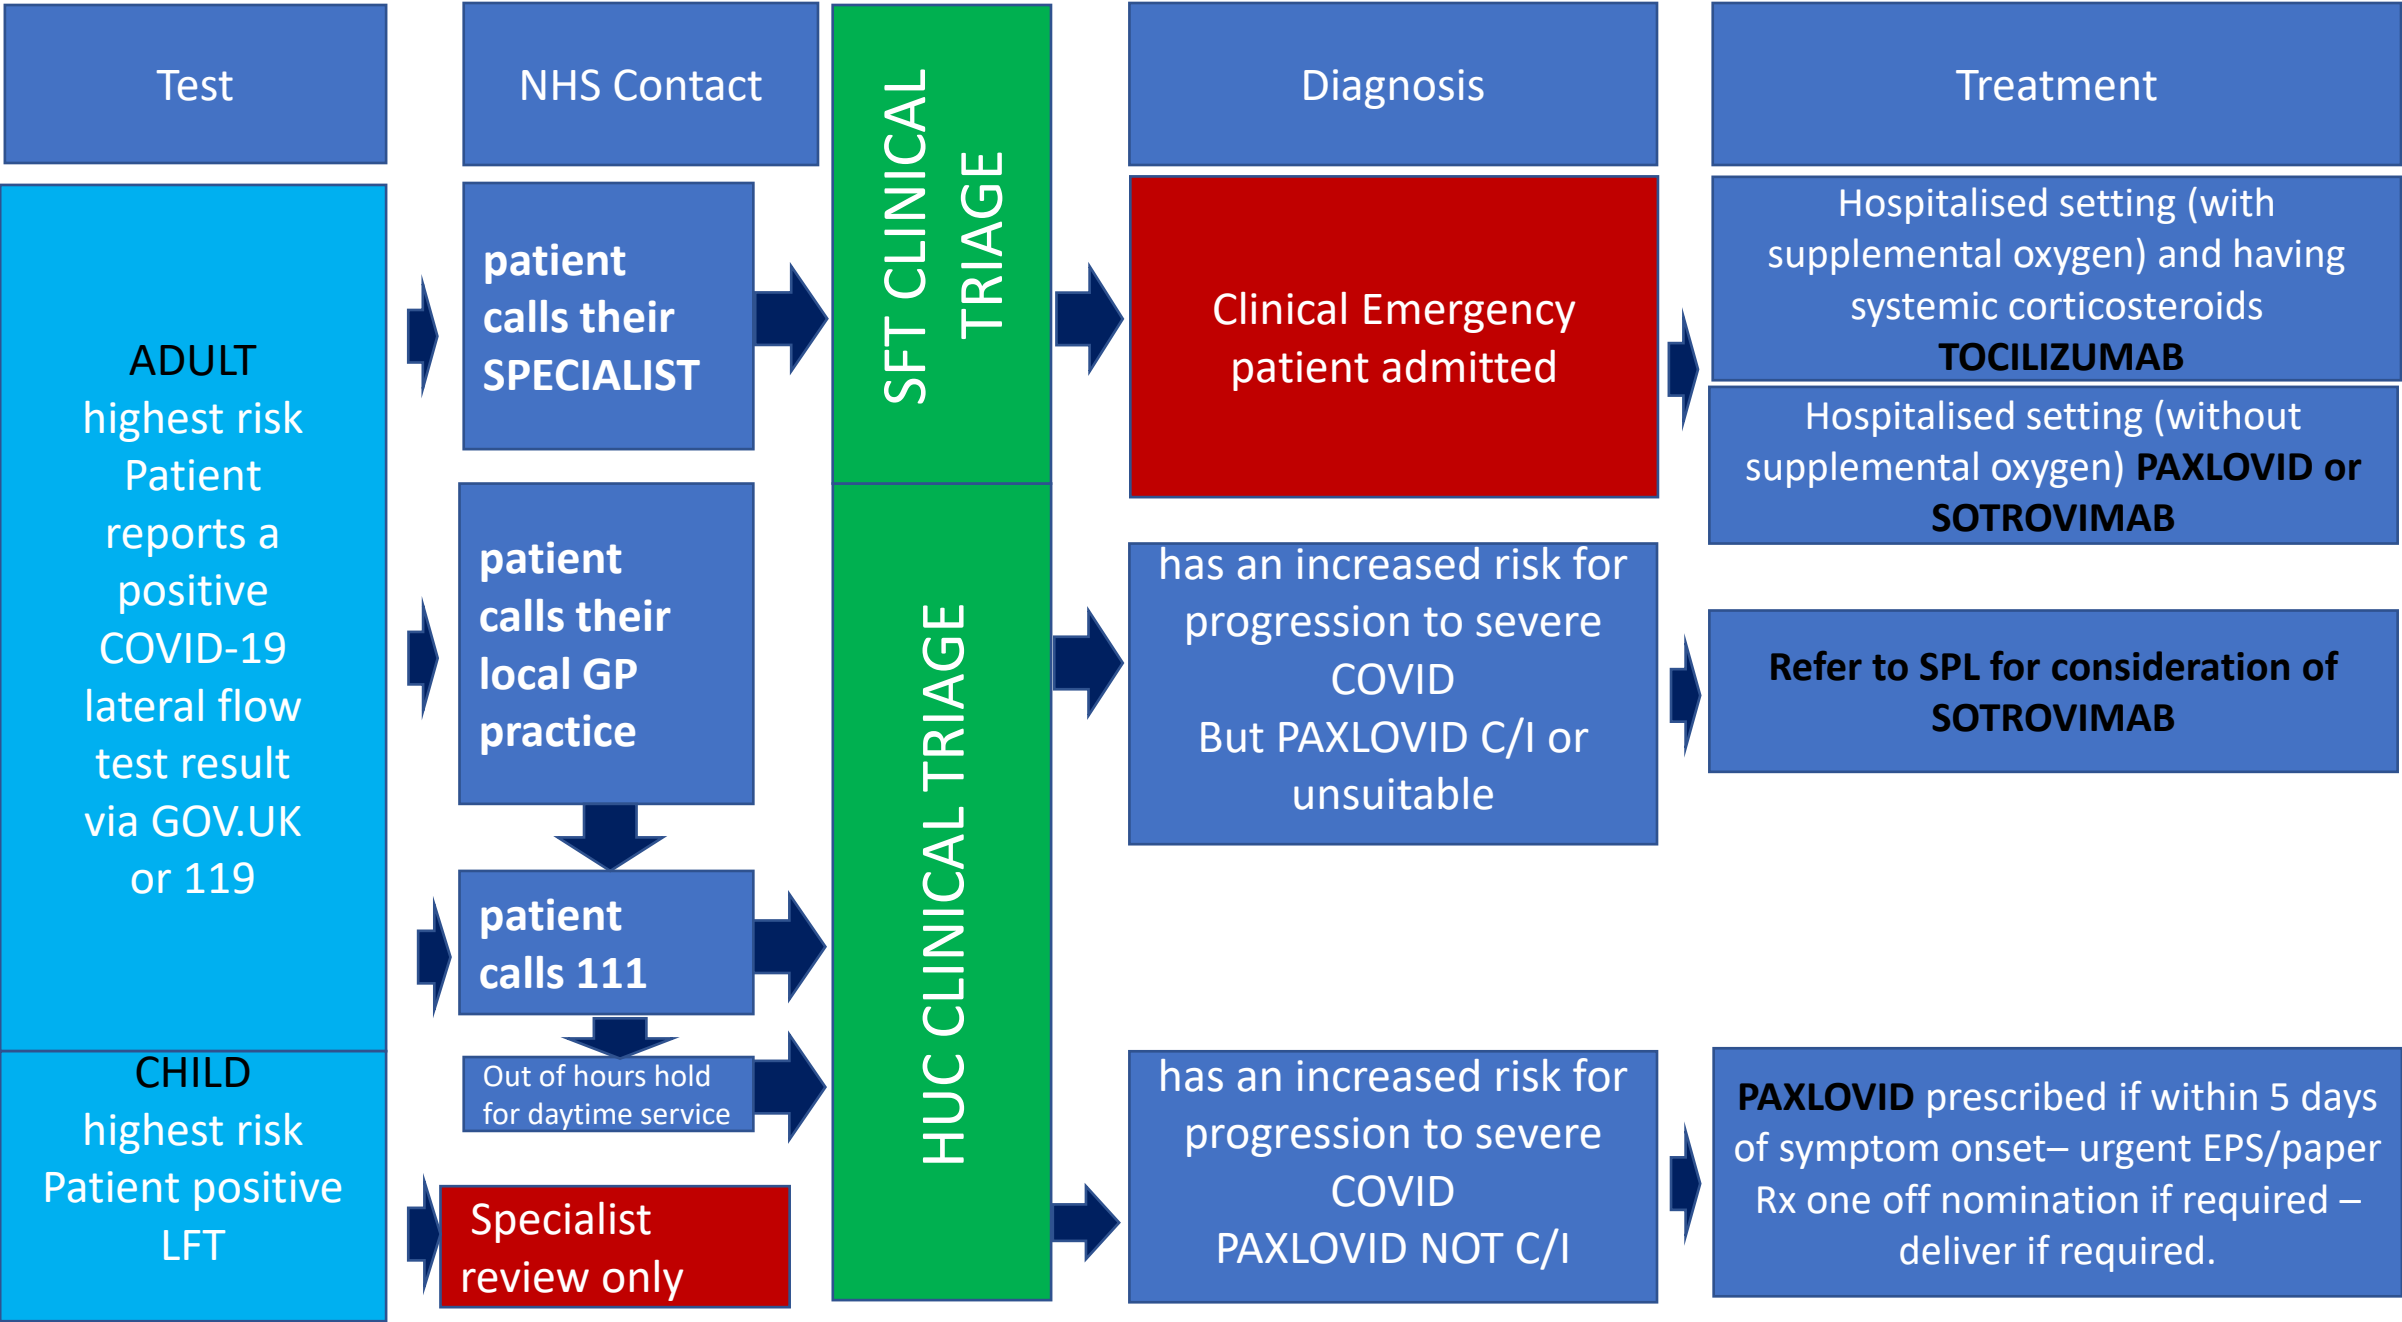 Test
NHS Contact
SFT CLINICAL
TRIAGE
Diagnosis
Treatment
ADULT
highest risk
Patient
reports a
positive
COVID-19
lateral flow
test result
via GOV.UK
or 119
patient
calls their
SPECIALIST
Clinical Emergency
patient admitted
Hospitalised setting (with
supplemental oxygen) and having
systemic corticosteroids
TOCILIZUMAB
Hospitalised setting (without
supplemental oxygen) PAXLOVID or
SOTROVIMAB
patient
calls their
local GP
practice
HUC CLINICAL TRIAGE
has an increased risk for
progression to severe
COVID
But PAXLOVID C/I or
unsuitable
Refer to SPL for consideration of
SOTROVIMAB
patient
calls 111
Out of hours hold
for daytime service
CHILD
highest risk
Patient positive
LFT
Specialist
review only
has an increased risk for
progression to severe
COVID
PAXLOVID NOT C/I
PAXLOVID prescribed if within 5 days
of symptom onset– urgent EPS/paper
Rx one off nomination if required –
deliver if required.